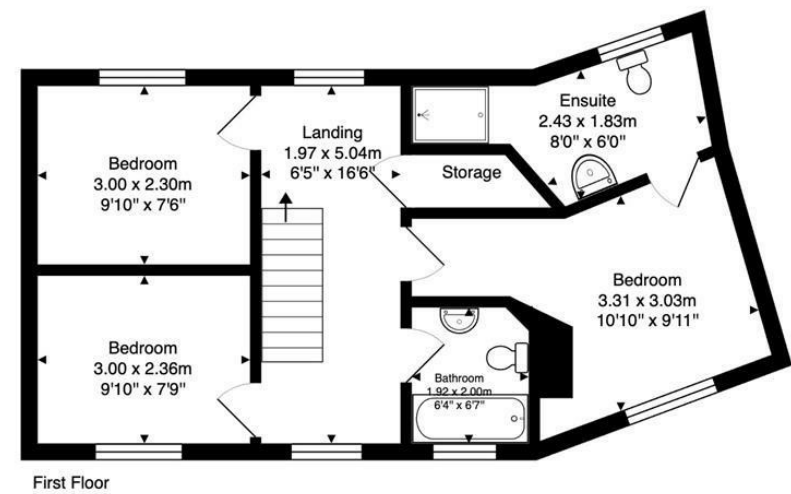 Ensuite
2.43 x 1.83m
8'0" x 6'0"
Landing
1.97 x 5.04m
6'5" x 16'6"
Storage
Bedroom
3.00 x 2.30m
9'10" x 7'6"
Bedroom
3.31 x 3.03m
10'10" x 9'11"
Bedroom
3.00 x 2.36m
9'10" x 7'9"
Bathroom
1.92 x 2.00m
6'4" x 6'7"
First Floor